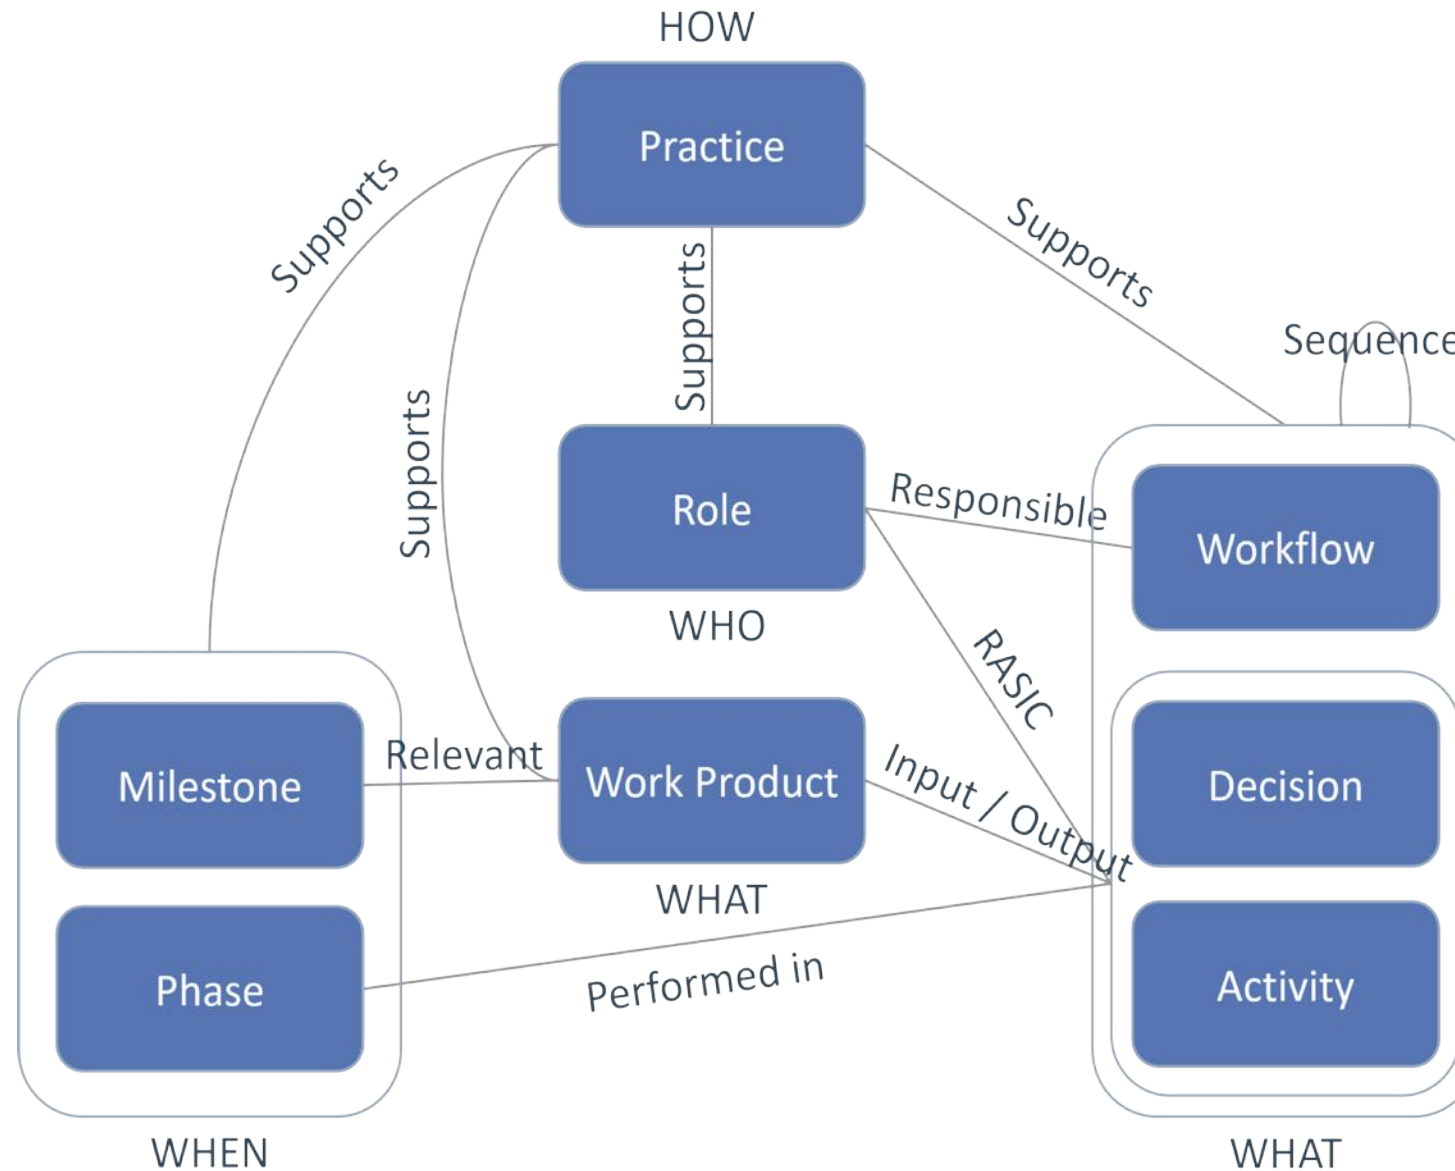 HOW
Practice
Supports
Supports
Supports
Supports
Sequence
Role
Responsible
Workflow
WHO
RASIC
Milestone
Relevant
Work Product
Input / Output
Decision
WHAT
Phase
Performed in
Activity
WHEN
WHAT